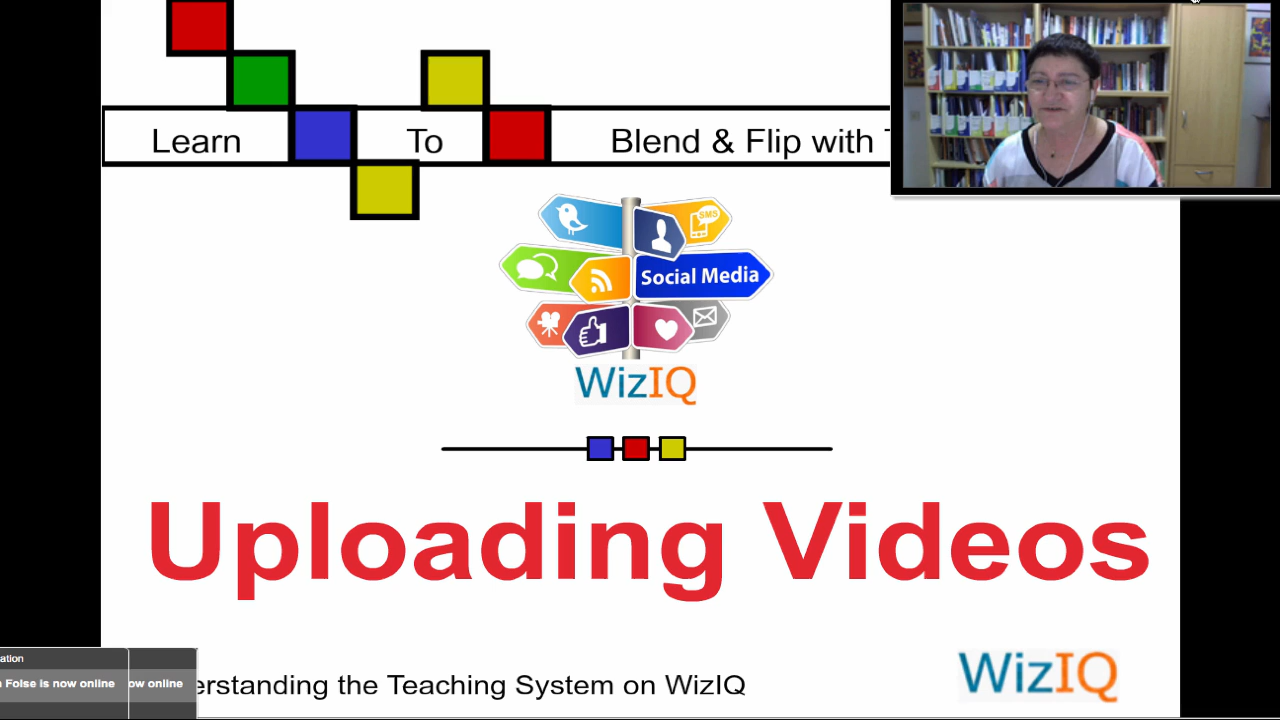 Learn To Blend & Flip with
SMS
Social Media
WizIQ
Uploading Videos
erstanding the Teaching System on WizIQ
WizIQ
ation
Folse is now online
ow online